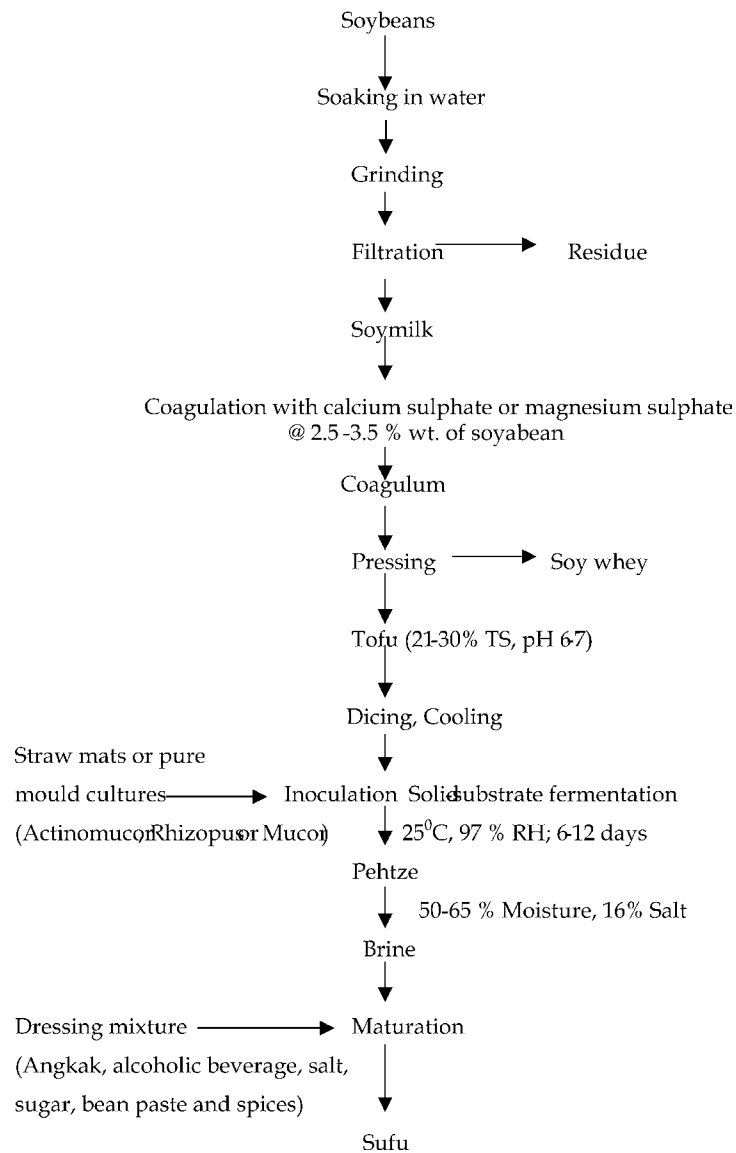 Soybeans
Soaking in water
Grinding
Filtration Residue
Soymilk
Coagulation with calcium sulphate or magnesium sulphate
@ 2.5-3.5 % wt. of soyabean
Coagulum
Pressing Soy whey
Tofu (21-30% TS, pH 6-7)
Dicing, Cooling
Straw mats or pure
mould cultures Inoculation Solid-substrate fermentation
(Actinomucor, Rhizopus or Mucor) 25⁰C, 97 % RH; 6-12 days
Pehtze
50-65 % Moisture, 16% Salt
Brine
Dressing mixture Maturation
(Angkak, alcoholic beverage, salt,
sugar, bean paste and spices)
Sufu